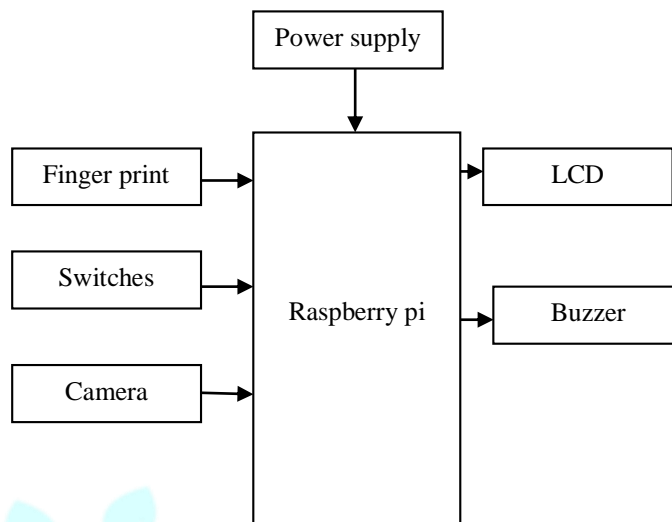 Power supply
Finger print
LCD
Switches
Raspberry pi
Buzzer
Camera